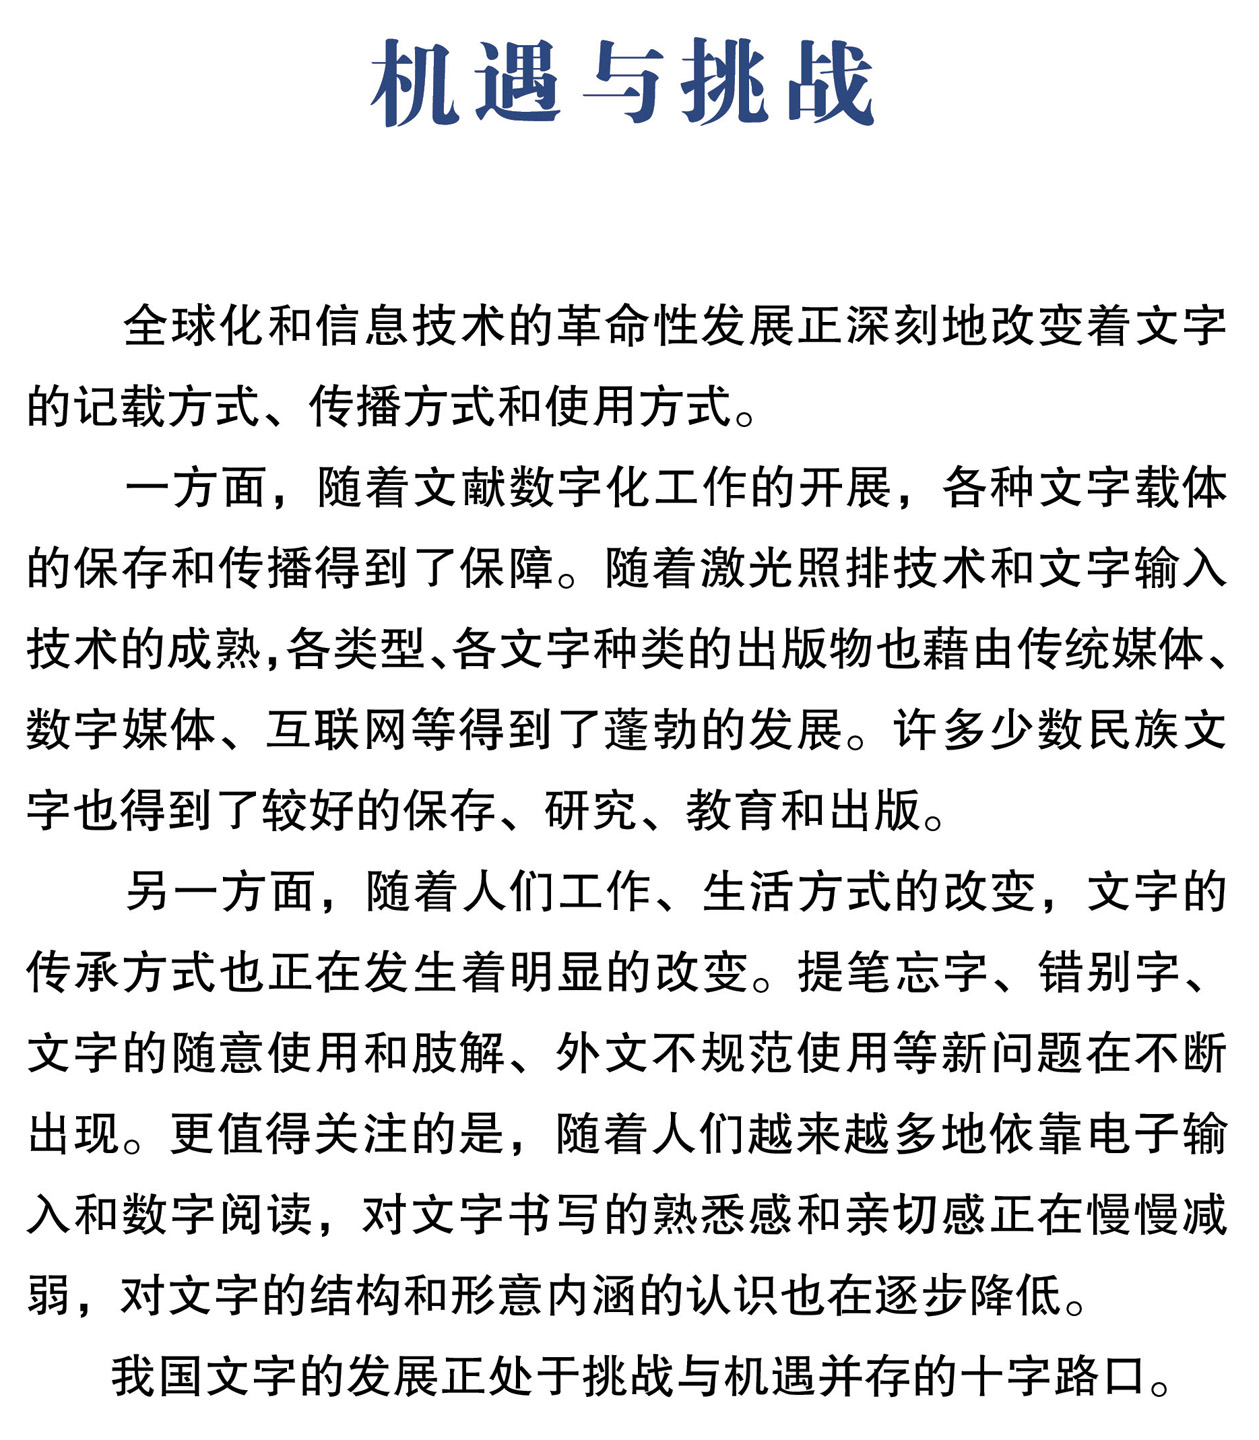 机遇与挑战
全球化和信息技术的革命性发展正深刻地改变着文字
的记载方式、传播方式和使用方式。
一方面，随着文献数字化工作的开展，各种文字载体
的保存和传播得到了保障。随着激光照排技术和文字输入
技术的成熟，各类型、各文字种类的出版物也藉由传统媒体、
数字媒体、互联网等得到了蓬勃的发展。许多少数民族文
字也得到了较好的保存、研究、教育和出版。
另一方面，随着人们工作、生活方式的改变，文字的
传承方式也正在发生着明显的改变。提笔忘字、错别字、
文字的随意使用和肢解、外文不规范使用等新问题在不断
出现。更值得关注的是，随着人们越来越多地依靠电子输
入和数字阅读，对文字书写的熟悉感和亲切感正在慢慢减
弱，对文字的结构和形意内涵的认识也在逐步降低。
我国文字的发展正处于挑战与机遇并存的十字路口。